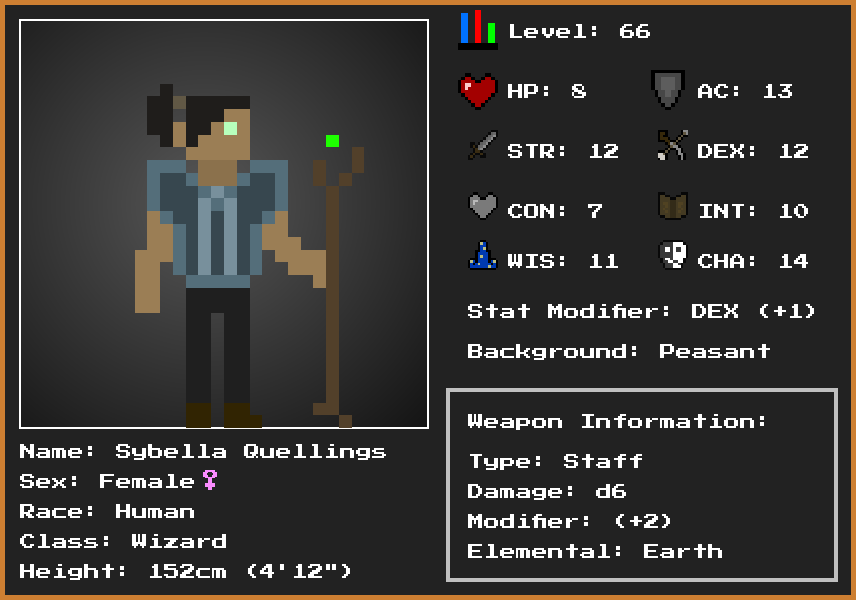 Level: 66
HP: 8
AC: 13
STR: 12
DEX: 12
CON: 7
INT: 10
WIS: 11
CHA: 14
Stat Modifier: DEX (+1)
Background: Peasant
Weapon Information:
Type: Staff
Damage: d6
Modifier: (+2)
Elemental: Earth
Name: Sybella Quellings
Sex: Female♀
Race: Human
Class: Wizard
Height: 152cm (4'12")